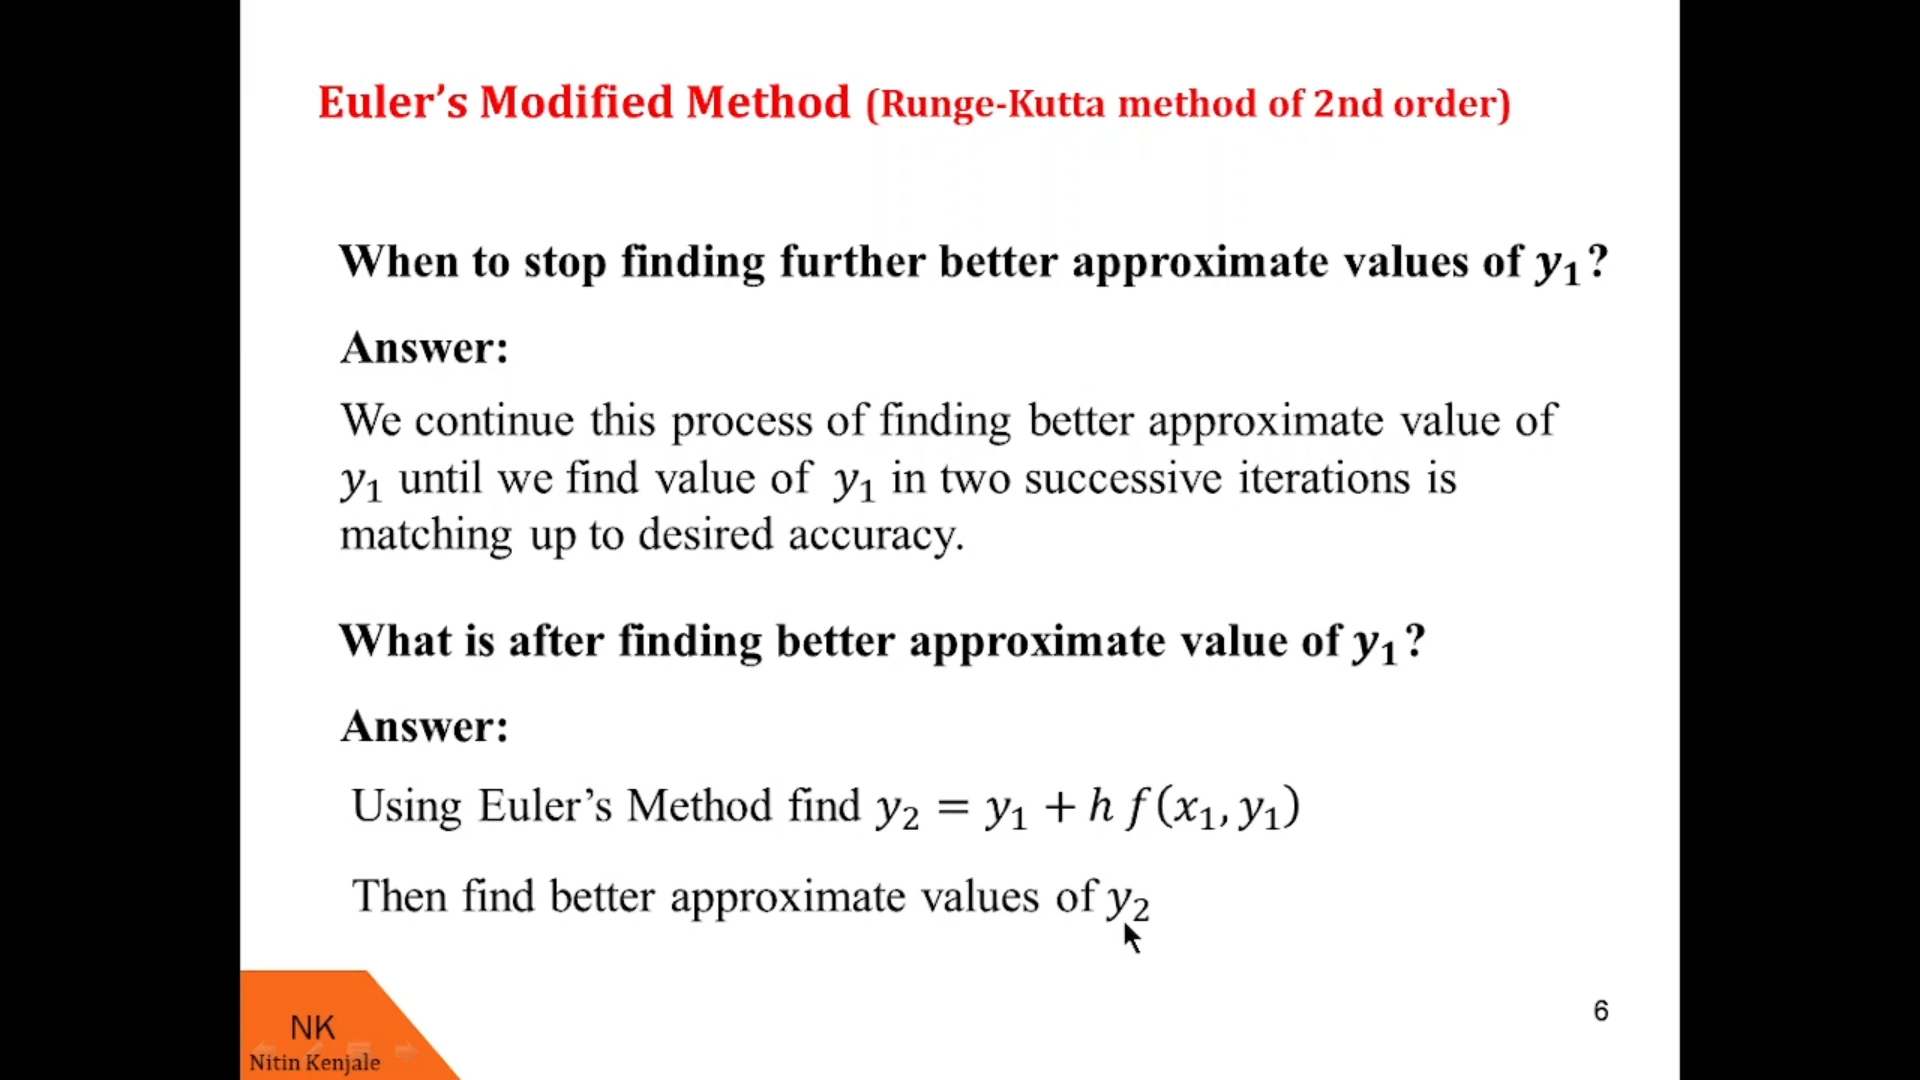 Euler’s Modified Method (Runge-Kutta method of 2nd order)
When to stop finding further better approximate values of y₁?
Answer:
We continue this process of finding better approximate value of
y₁ until we find value of y₁ in two successive iterations is
matching up to desired accuracy.
What is after finding better approximate value of y₁?
Answer:
Using Euler’s Method find y₂ = y₁ + h f(x₁, y₁)
Then find better approximate values of y₂
NK
Nitin Kenjale
6